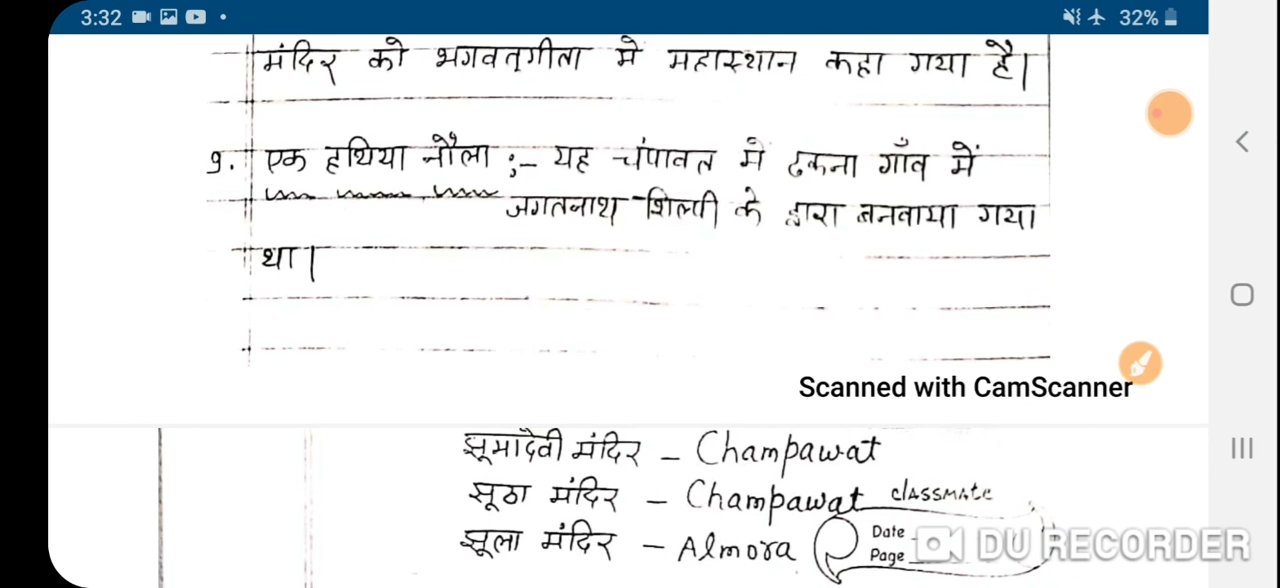 3:32
32%
मंदिर को भगवत्गीता मे महास्थान कहा गया है।
9. एक हथिया नौला :- यह चंपावत मे ढकना गाँव में
जगतनाथ शिल्पी के द्वारा बनवाया गया
था।
Scanned with CamScanner
झूमादेवी मंदिर - Champawat
झूठा मंदिर - Champawat
classmate
झूला मंदिर - Almora
Date
Page
DU RECORDER